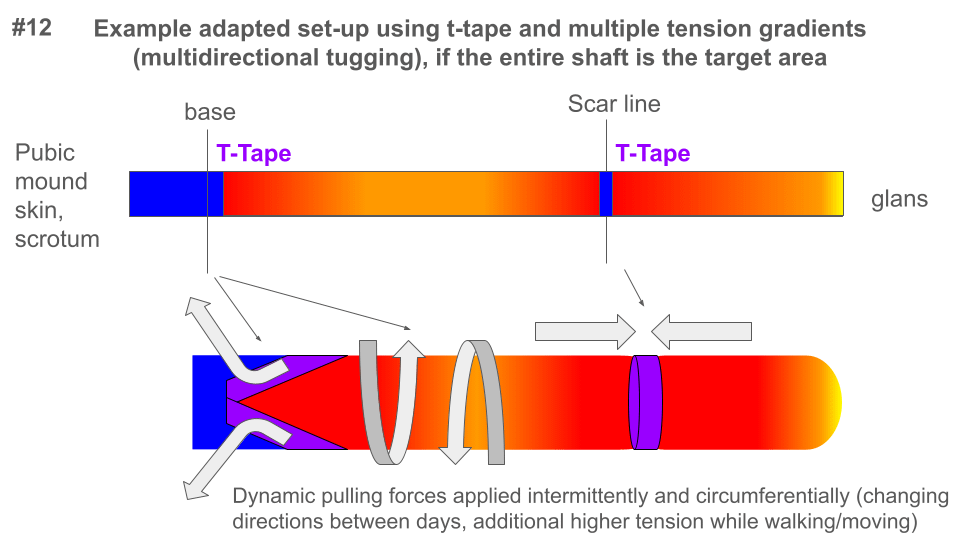 #12
Example adapted set-up using t-tape and multiple tension gradients
(multidirectional tugging), if the entire shaft is the target area
base
Scar line
Pubic
mound
skin,
scrotum
T-Tape
T-Tape
glans
Dynamic pulling forces applied intermittently and circumferentially (changing
directions between days, additional higher tension while walking/moving)